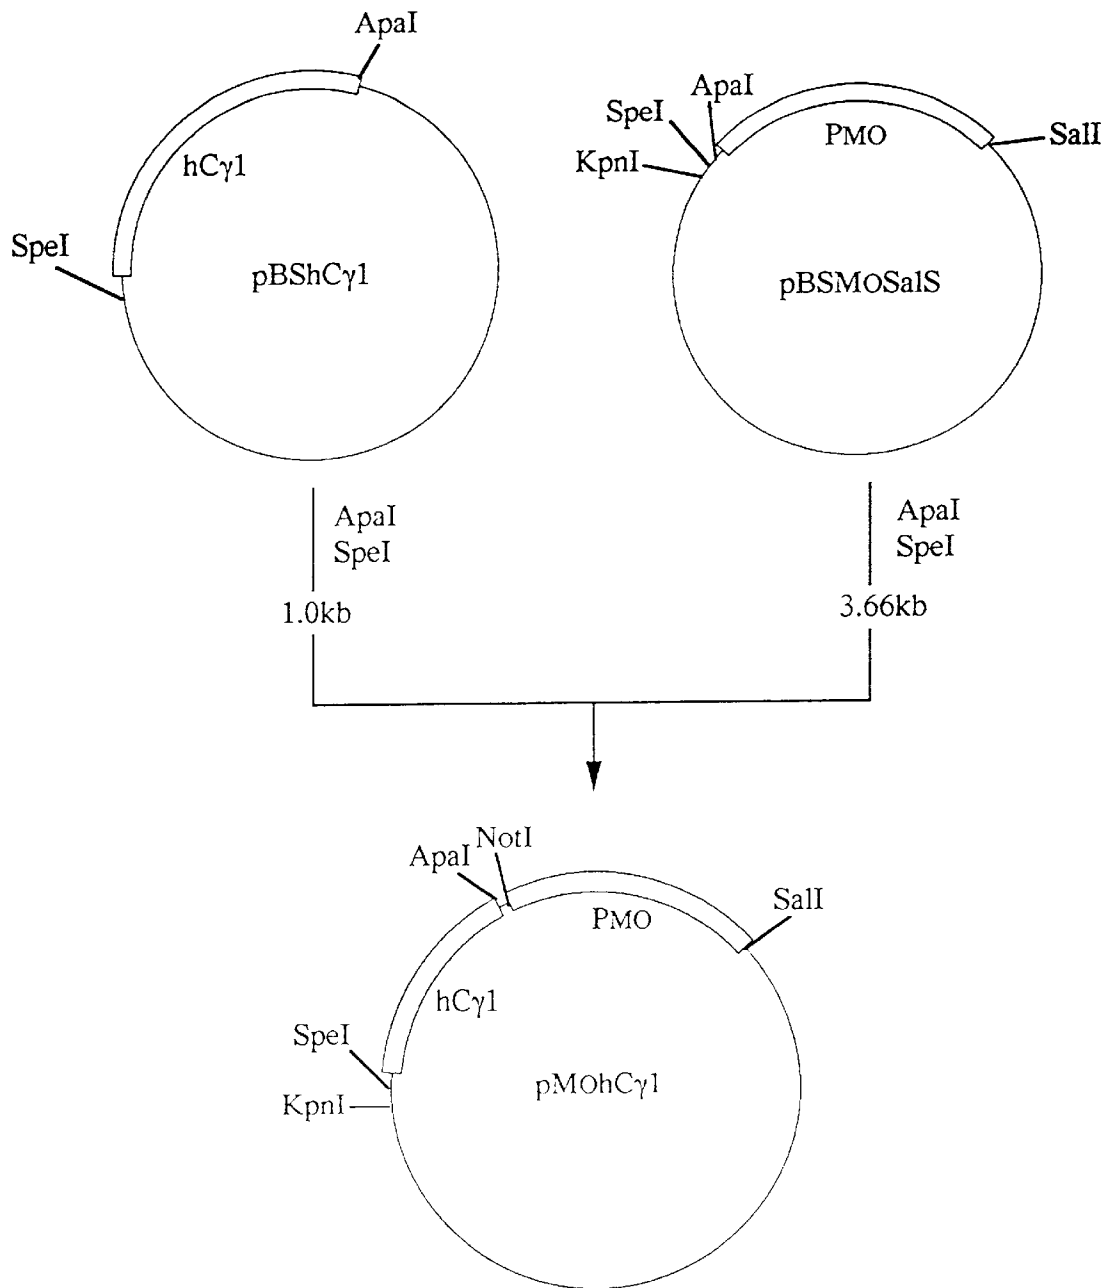 ApaI
hCγ1
SpeI
pBShCγ1
ApaI
SpeI
KpnI
PMO
SalI
pBSMOSalS
ApaI
SpeI
1.0kb
ApaI
SpeI
3.66kb
NotI
ApaI
PMO
SalI
hCγ1
SpeI
KpnI
pMOhCγ1